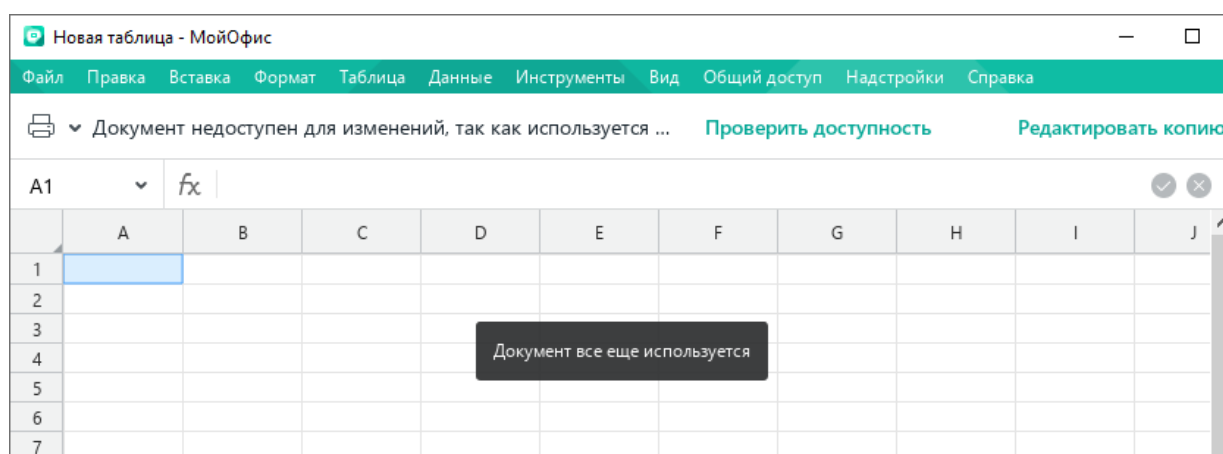 Новая таблица - МойОфис
Файл Правка Вставка Формат Таблица Данные Инструменты Вид Общий доступ Надстройки Справка
Документ недоступен для изменений, так как используется ... Проверить доступность Редактировать копию
A1 fx
A B C D E F G H I J
1
2
3
Документ все еще используется
4
5
6
7